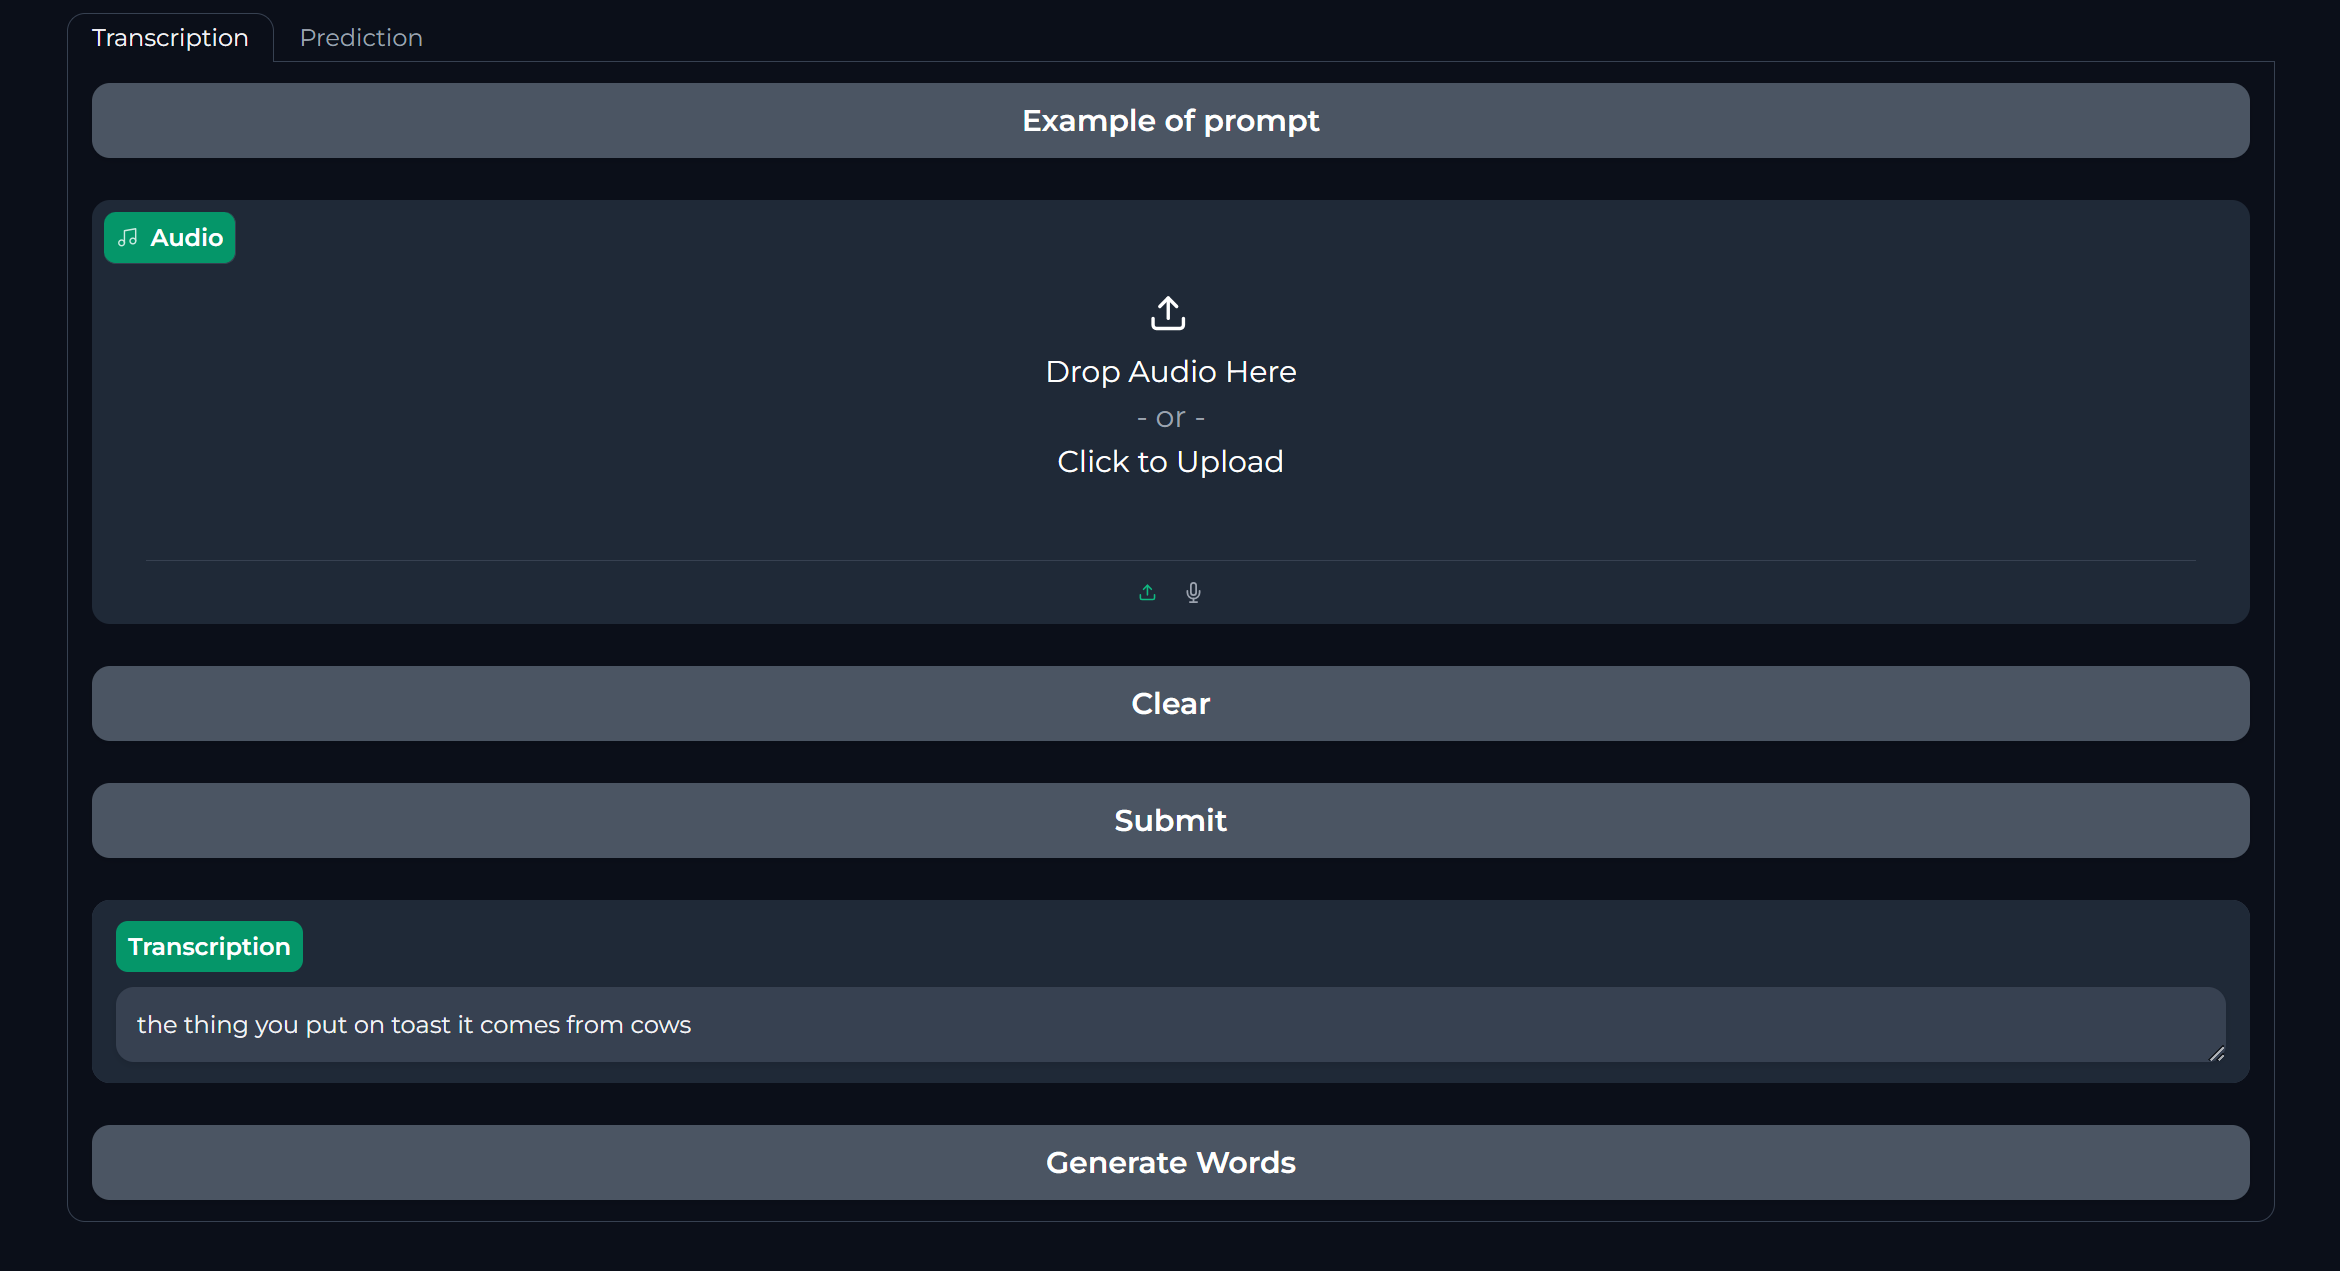 Transcription
Prediction
Example of prompt
Audio
Drop Audio Here
- or -
Click to Upload
Clear
Submit
Transcription
the thing you put on toast it comes from cows
Generate Words